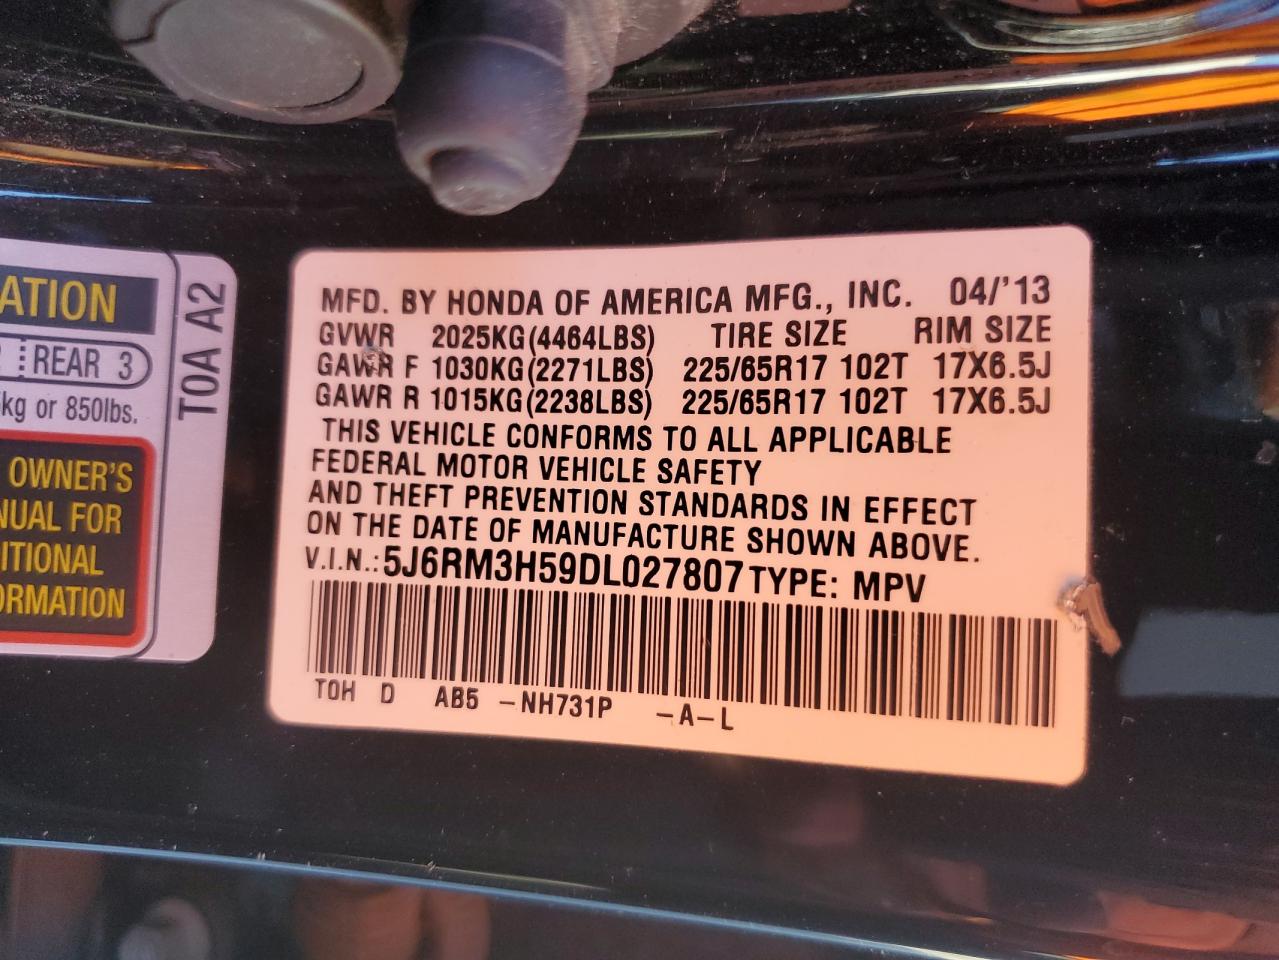 ATION
REAR 3
kg or 850lbs.
OWNER'S
NUAL FOR
ITIONAL
ORMATION
T0A A2
MFD. BY HONDA OF AMERICA MFG., INC. 04/'13
GVWR 2025KG(4464LBS) TIRE SIZE RIM SIZE
GAWR F 1030KG(2271LBS) 225/65R17 102T 17X6.5J
GAWR R 1015KG(2238LBS) 225/65R17 102T 17X6.5J
THIS VEHICLE CONFORMS TO ALL APPLICABLE
FEDERAL MOTOR VEHICLE SAFETY
AND THEFT PREVENTION STANDARDS IN EFFECT
ON THE DATE OF MANUFACTURE SHOWN ABOVE.
V.I.N.: 5J6RM3H59DL027807 TYPE: MPV
T0H D AB5 -NH731P -A-L